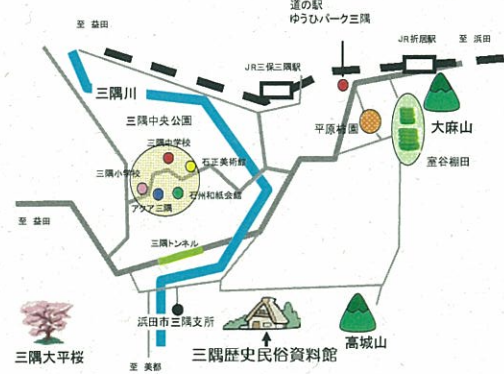 道の駅
ゆうひパーク三隅
至 益田
JR折居駅
至 浜田
JR三保三隅駅
三隅川
三隅中央公園
平原柿園
大麻山
三隅中学校
石正美術館
室谷棚田
三隅小学校
石州和紙会館
アクア三隅
至 益田
三隅トンネル
浜田市三隅支所
高城山
三隅歴史民俗資料館
三隅大平桜
至 美都